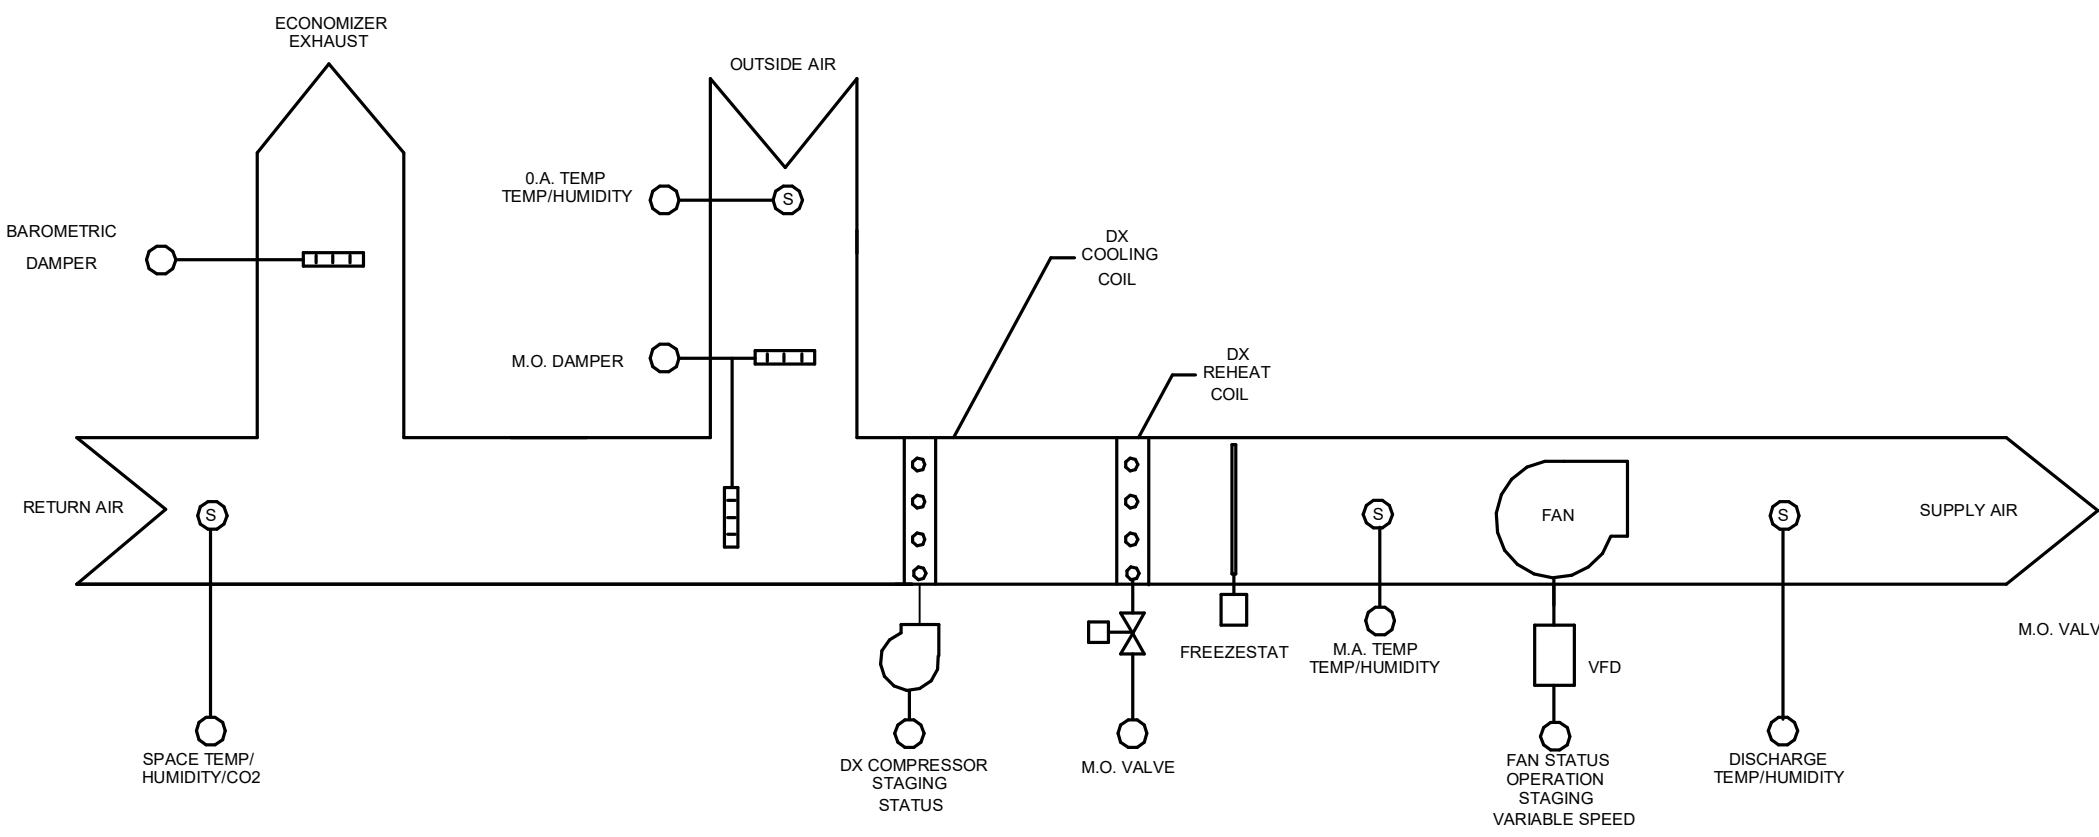 ECONOMIZER
EXHAUST
OUTSIDE AIR
0.A. TEMP
TEMP/HUMIDITY
S
BAROMETRIC
DAMPER
DX
COOLING
COIL
M.O. DAMPER
DX
REHEAT
COIL
RETURN AIR
S
S
FAN
S
SUPPLY AIR
FREEZESTAT
M.A. TEMP
TEMP/HUMIDITY
VFD
M.O. VALV
SPACE TEMP/
HUMIDITY/CO2
DX COMPRESSOR
STAGING
STATUS
M.O. VALVE
FAN STATUS
OPERATION
STAGING
VARIABLE SPEED
DISCHARGE
TEMP/HUMIDITY